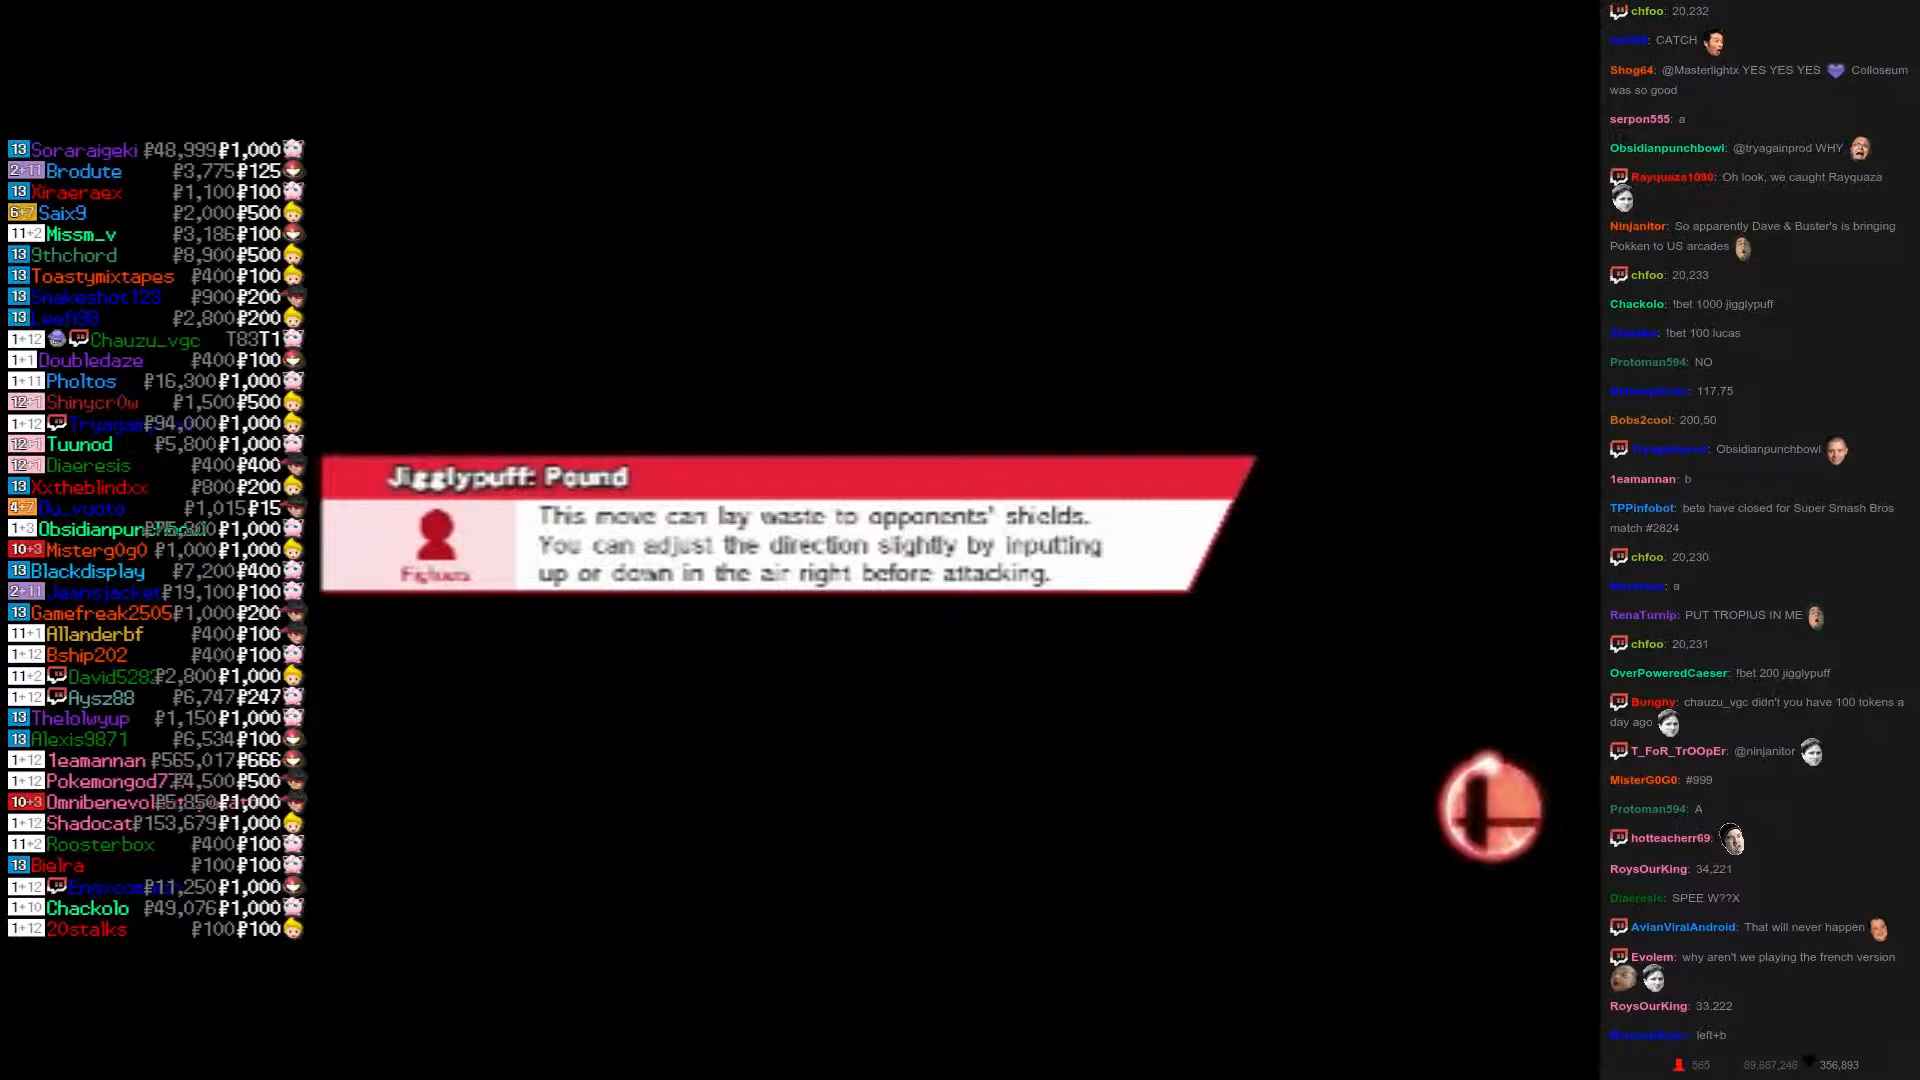 13 Soraraigeki ₽48,999 ₽1,000
2+11 Brodute ₽3,775 ₽125
13 Xiraeraex ₽1,100 ₽100
6+7 Saix9 ₽2,000 ₽500
11+2 Missm_v ₽3,186 ₽100
13 9thchord ₽8,900 ₽500
13 Toastymixtapes ₽400 ₽100
13 Snakeshot123 ₽900 ₽200
13 Leefi98 ₽2,800 ₽200
1+12 Chauzu_vgc T83 T1
1+1 Doubledaze ₽400 ₽100
1+11 Pholtos ₽16,300 ₽1,000
12+1 Shinycr0w ₽1,500 ₽500
1+12 ₽94,000 ₽1,000
12+1 Tuunod ₽5,800 ₽1,000
12+1 Diaeresis ₽400 ₽400
13 Xxtheblindxx ₽800 ₽200
4+7 Ou_vuoto ₽1,015 ₽15
1+3 ₽1,000
10+3 Misterg0g0 ₽1,000 ₽1,000
13 Blackdisplay ₽7,200 ₽400
2+11 Jeansjacket ₽19,100 ₽100
13 Gamefreak2505 ₽1,000 ₽200
11+1 Allanderbf ₽400 ₽100
1+12 Bship202 ₽400 ₽100
11+2 David5282 ₽2,800 ₽1,000
1+12 Aysz88 ₽6,747 ₽247
13 Thelolwyup ₽1,150 ₽1,000
13 Alexis9871 ₽6,534 ₽100
1+12 1eamannan ₽565,017 ₽666
1+12 ₽4,500 ₽500
10+3 ₽5,850 ₽1,000
1+12 Shadocat ₽153,679 ₽1,000
11+2 Roosterbox ₽400 ₽100
13 Bielra ₽100 ₽100
1+12 ₽11,250 ₽1,000
1+10 Chackolo ₽49,076 ₽1,000
1+12 20stalks ₽100 ₽100
Jigglypuff: Pound
Fighters
This move can lay waste to opponents' shields.
You can adjust the direction slightly by inputting
up or down in the air right before attacking.
chfoo: 20,232
CATCH
Shog64: @Masterlightx YES YES YES Colloseum
was so good
serpon555: a
Obsidianpunchbowl: @tryagainprod WHY
Rayquaza1090: Oh look, we caught Rayquaza
Ninjanitor: So apparently Dave & Buster's is bringing
Pokken to US arcades
chfoo: 20,233
Chackolo: !bet 1000 jigglypuff
!bet 100 lucas
Protoman594: NO
117.75
Bobs2cool: 200,50
Tryagainprod: Obsidianpunchbowl
1eamannan: b
TPPinfobot: bets have closed for Super Smash Bros
match #2824
chfoo: 20,230
a
RenaTurnip: PUT TROPIUS IN ME
chfoo: 20,231
OverPoweredCaeser: !bet 200 jigglypuff
Bunghy: chauzu_vgc didn't you have 100 tokens a
day ago
T_FoR_TrOOpEr: @ninjanitor
MisterG0G0: #999
Protoman594: A
hotteacherr69:
RoysOurKing: 34,221
Diaeresis: SPEE W??X
AvianViralAndroid: That will never happen
Evolem: why aren't we playing the french version
RoysOurKing: 33,222
left+b
565 89,687,246 356,893